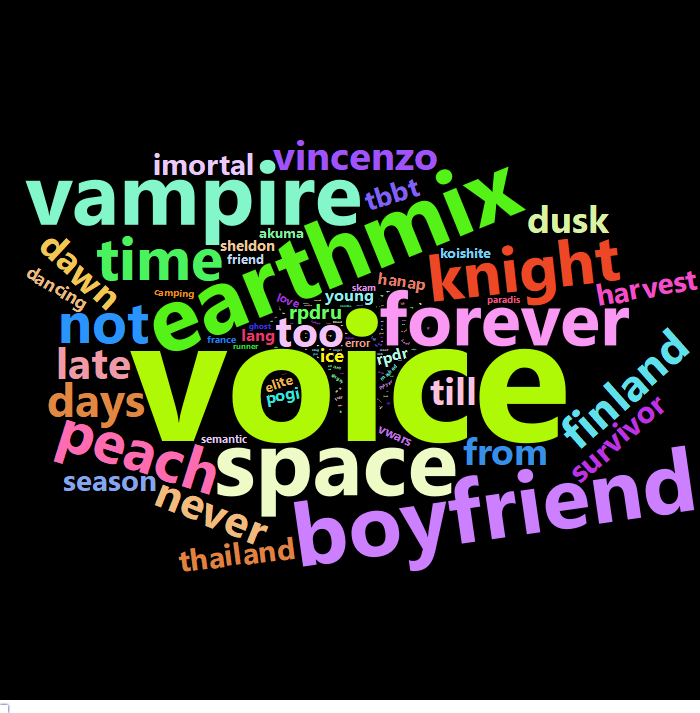 vincenzo
imortal
vampire
tbbt
earthmix
dusk
akuma
sheldon
koishite
friend
time
dawn
knight
dancing
hanap
skam
harvest
camping
love
young
paradis
rpdru
forever
not
ghost
too
france
lang
error
runner
ice
rpdr
late
voice
elite
till
pogi
finland
days
peach
vwars
survivor
semantic
space
from
season
never
boyfriend
thailand